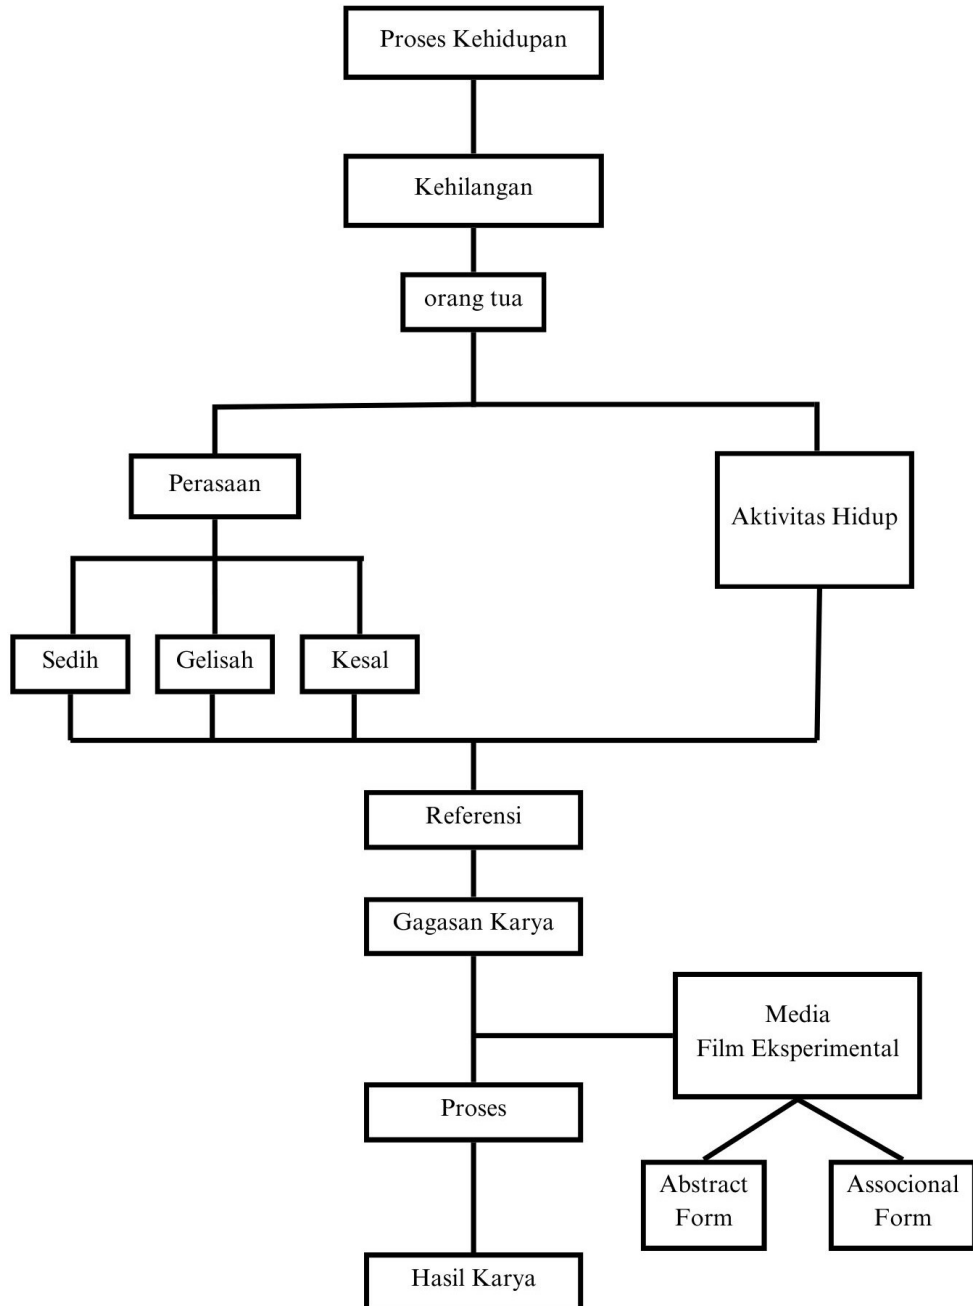 Proses Kehidupan
Kehilangan
orang tua
Perasaan
Aktivitas Hidup
Sedih
Gelisah
Kesal
Referensi
Gagasan Karya
Media
Film Eksperimental
Proses
Abstract
Form
Assocional
Form
Hasil Karya